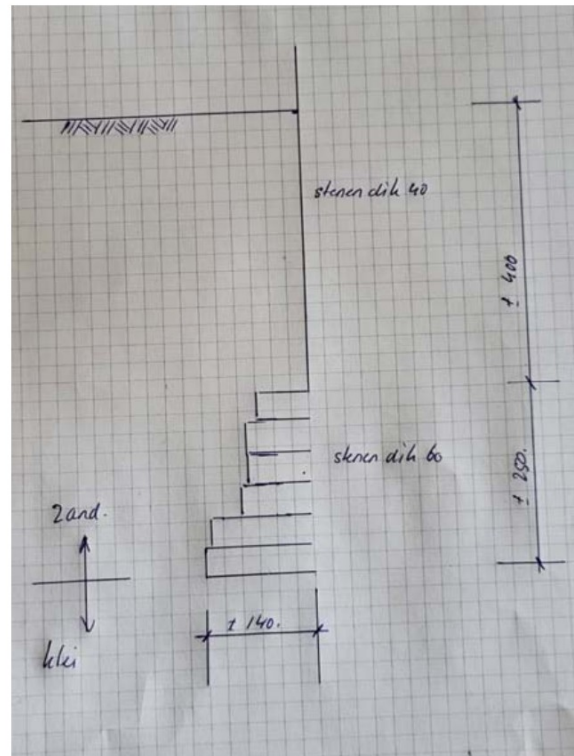 stenen dik 40
± 400
stenen dik 60
± 250.
Zand.
klei
± 140.